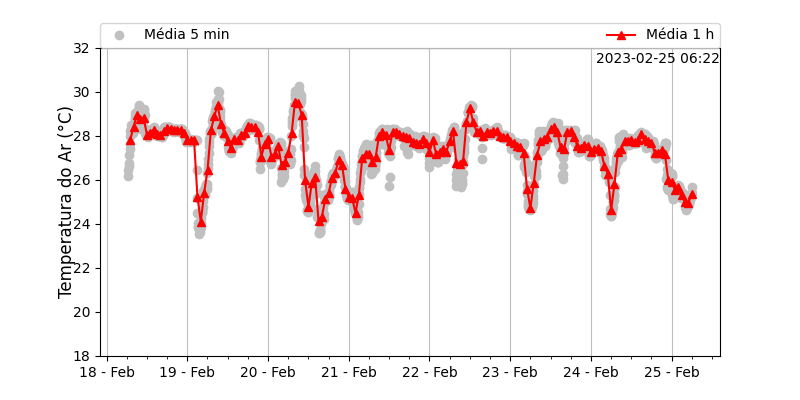 Média 5 min
Média 1 h
2023-02-25 06:22
Temperatura do Ar (°C)
32
30
28
26
24
22
20
18
18 - Feb
19 - Feb
20 - Feb
21 - Feb
22 - Feb
23 - Feb
24 - Feb
25 - Feb